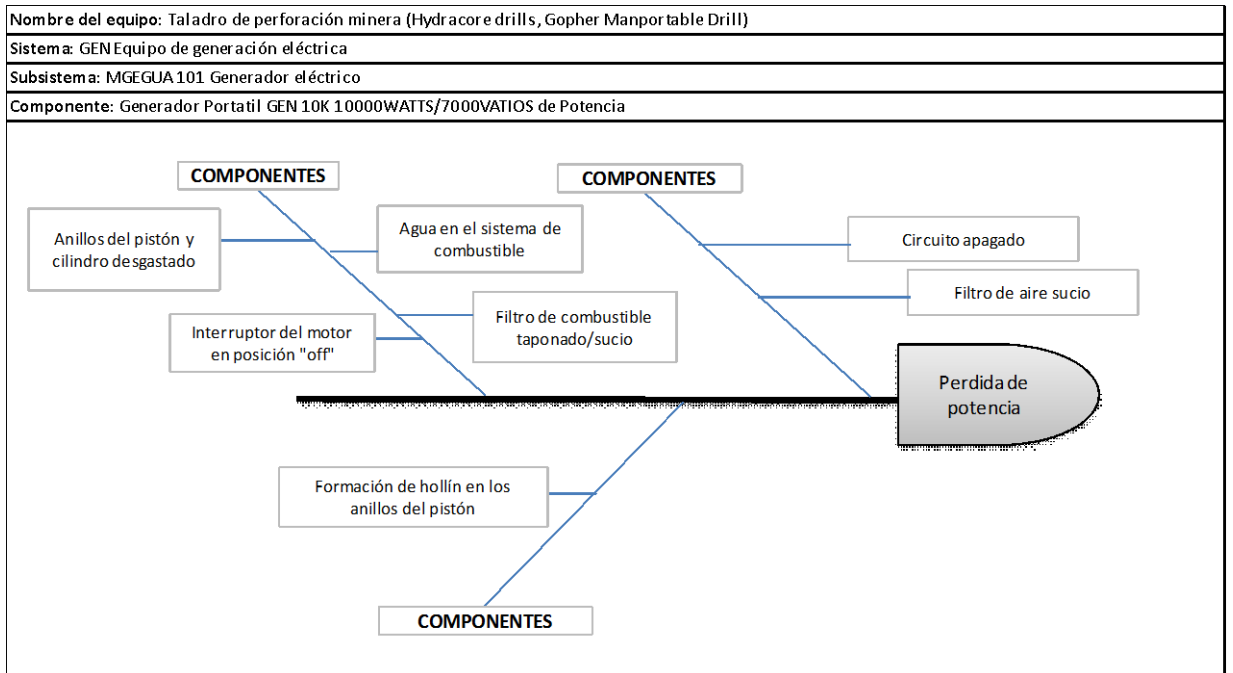 Nombre del equipo: Taladro de perforación minera (Hydracore drills, Gopher Manportable Drill)
Sistema: GEN Equipo de generación eléctrica
Subsistema: MGEGUA 101 Generador eléctrico
Componente: Generador Portatil GEN 10K 10000WATTS/7000VATIOS de Potencia
COMPONENTES
COMPONENTES
Anillos del pistón y
cilindro desgastado
Agua en el sistema de
combustible
Circuito apagado
Filtro de aire sucio
Interruptor del motor
en posición "off"
Filtro de combustible
taponado/sucio
Perdida de
potencia
Formación de hollín en los
anillos del pistón
COMPONENTES